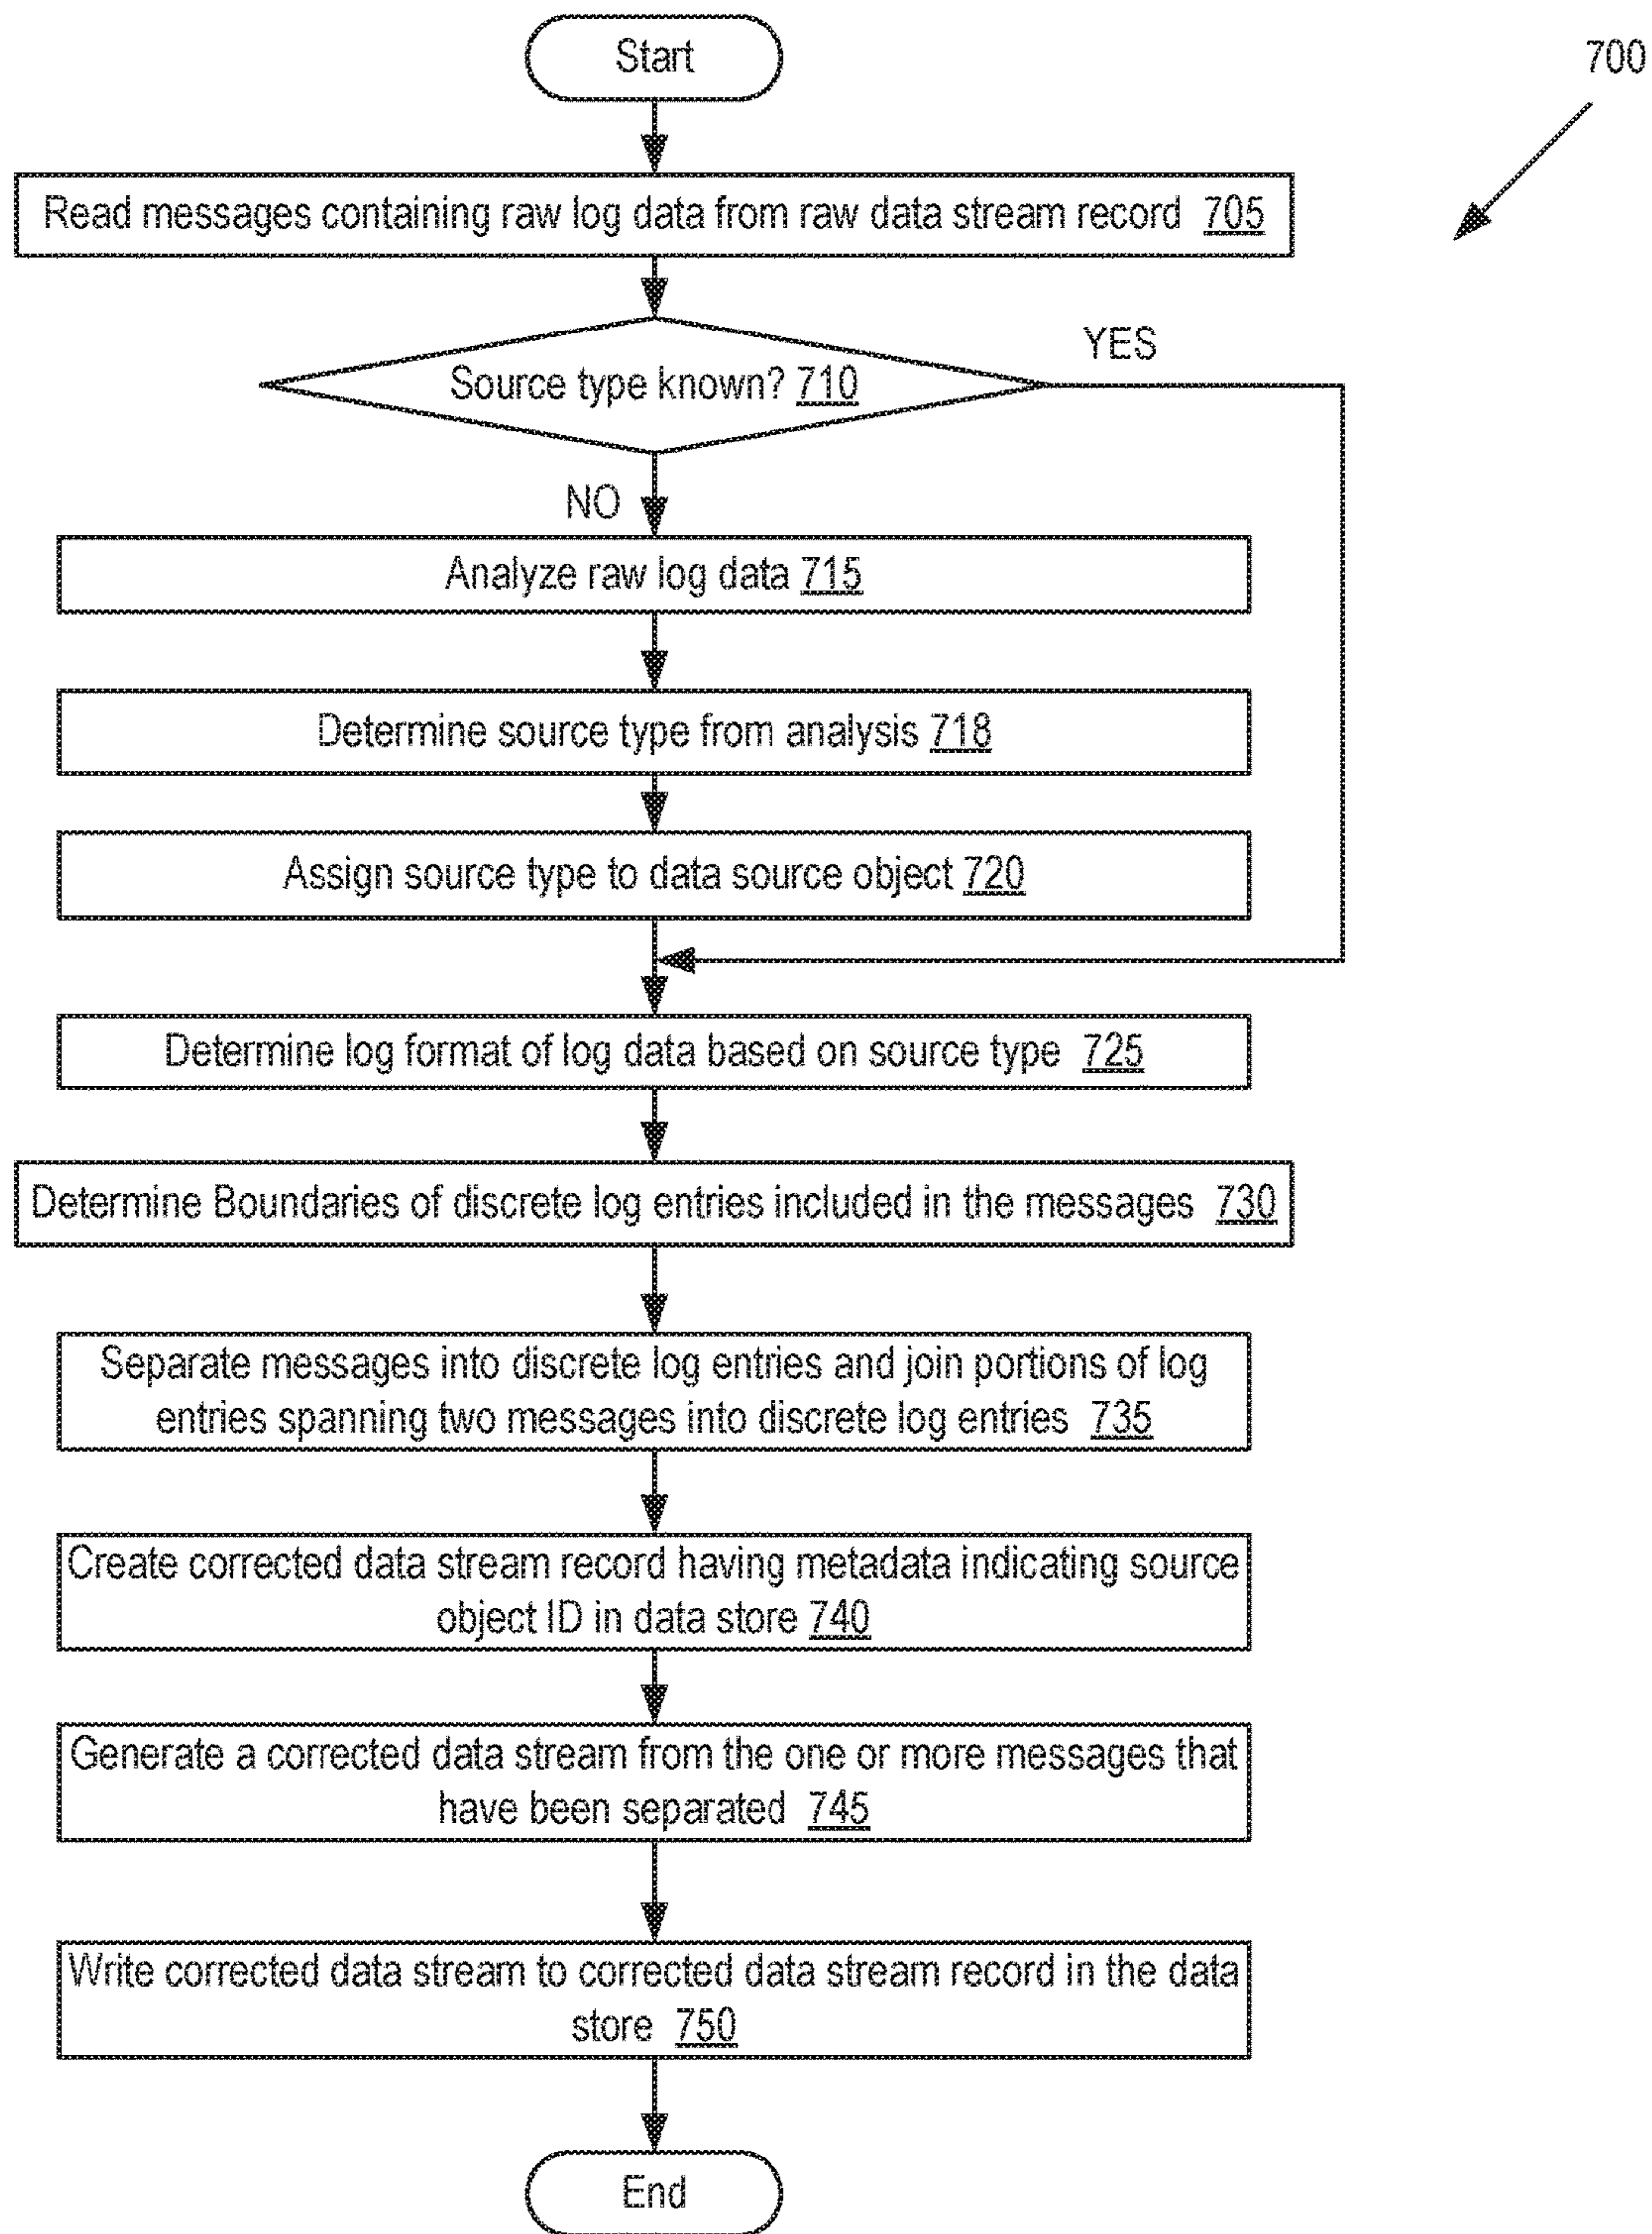 Start
700
Read messages containing raw log data from raw data stream record 705
YES
Source type known? 710
NO
Analyze raw log data 715
Determine source type from analysis 718
Assign source type to data source object 720
Determine log format of log data based on source type 725
Determine Boundaries of discrete log entries included in the messages 730
Separate messages into discrete log entries and join portions of log
entries spanning two messages into discrete log entries 735
Create corrected data stream record having metadata indicating source
object ID in data store 740
Generate a corrected data stream from the one or more messages that
have been separated 745
Write corrected data stream to corrected data stream record in the data
store 750
End